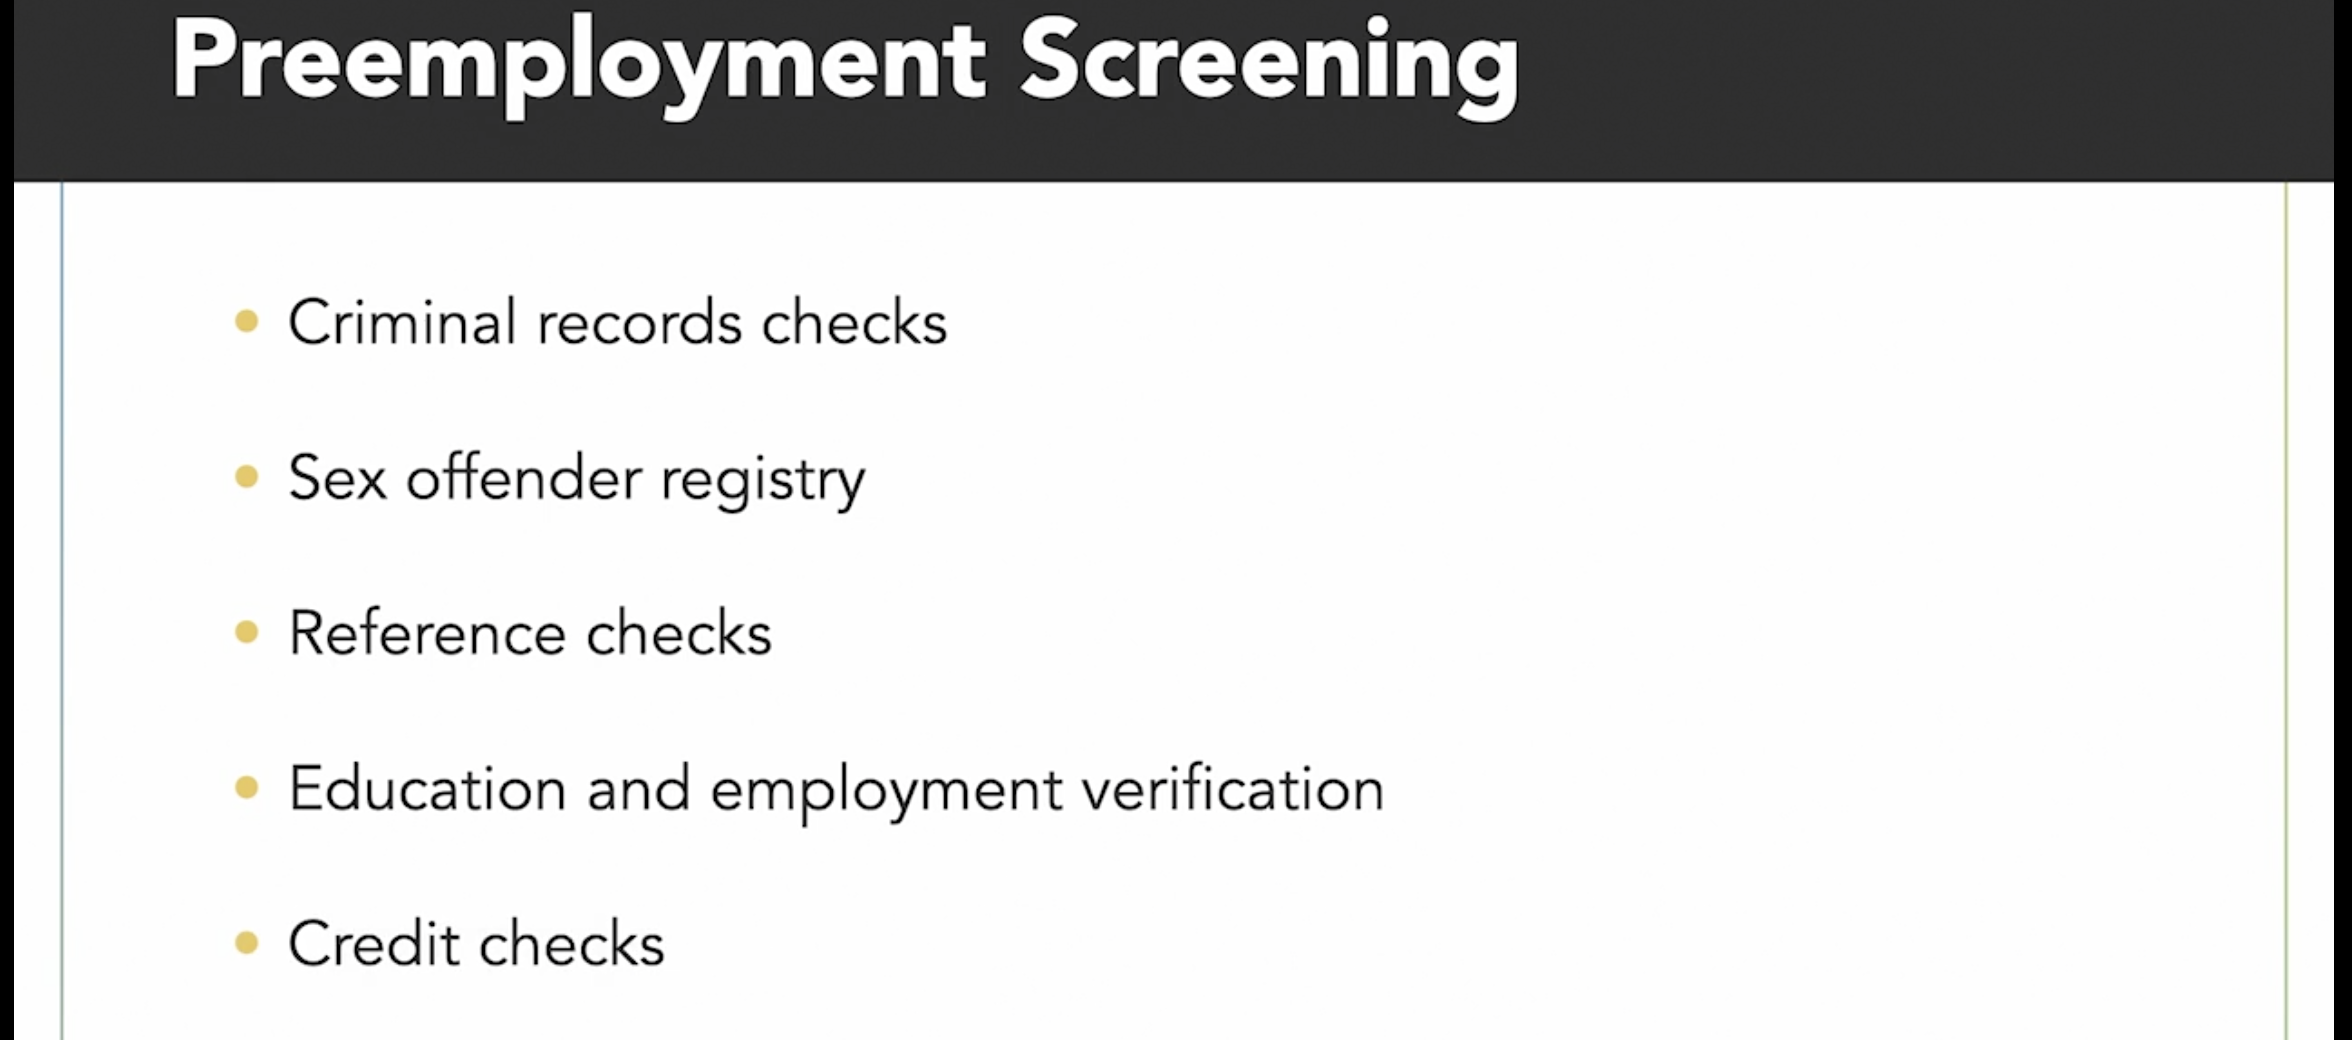 Preemployment Screening
Criminal records checks
Sex offender registry
Reference checks
Education and employment verification
Credit checks